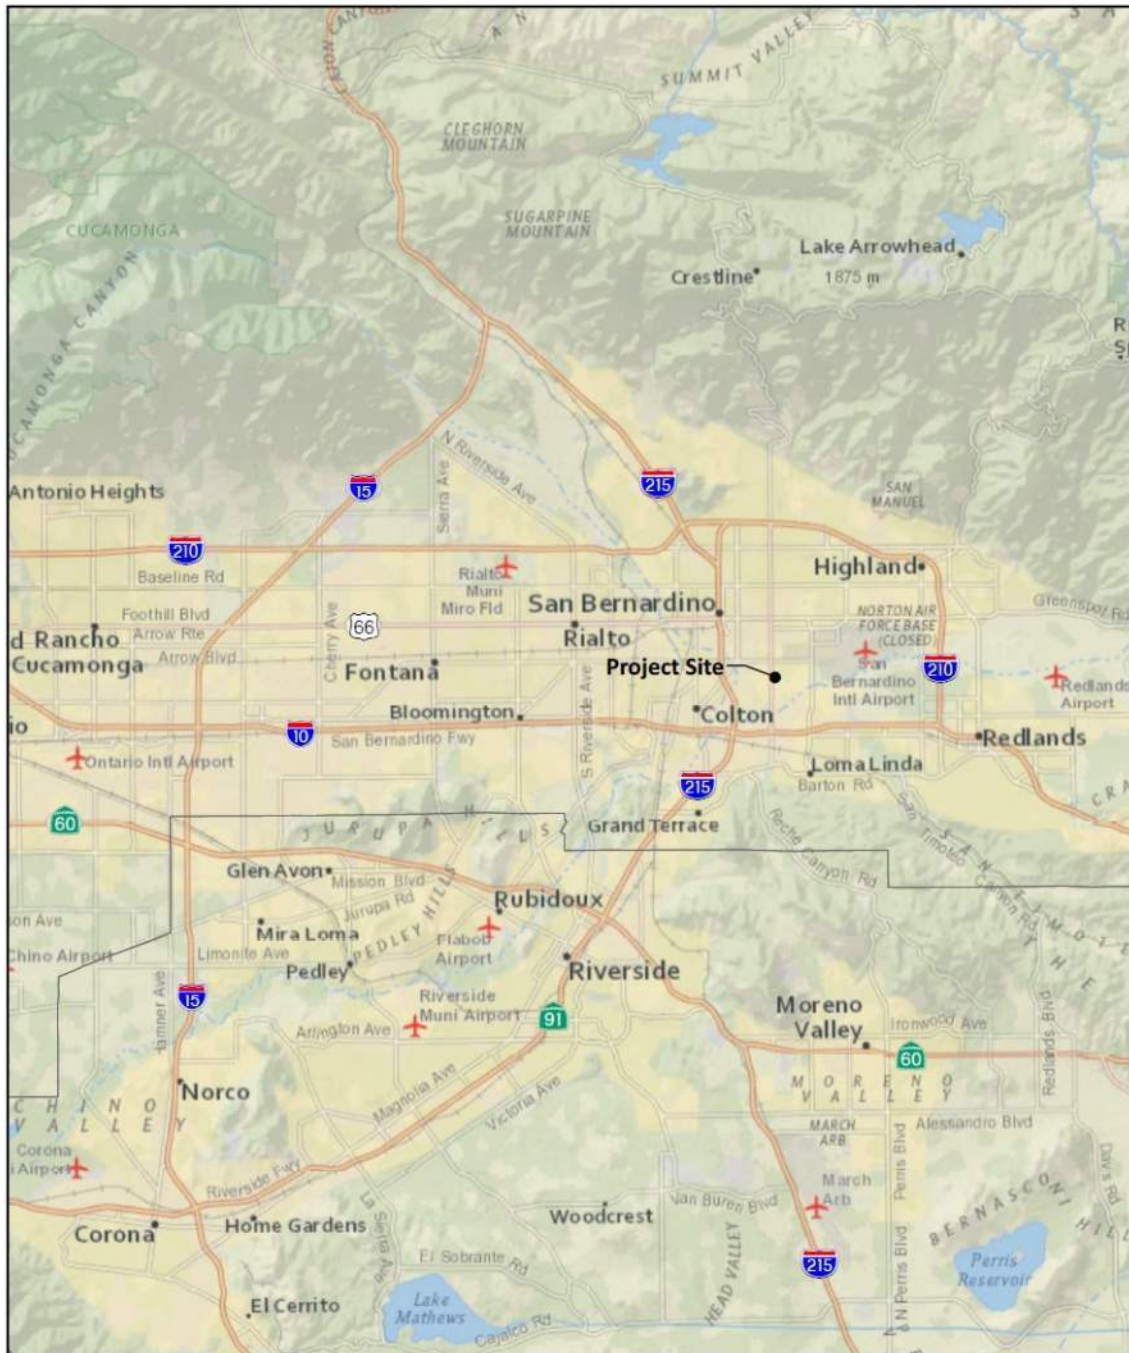 SUMMIT VALLEY
CLEGHORN
MOUNTAIN
SUGARPINE
MOUNTAIN
CUCAMONGA
Lake Arrowhead
1875 m
Crestline
CUCAMONGA CANYON
N Riverside Ave
Sierra Ave
Antonio Heights
15
215
SAN
MANUEL
210
Baseline Rd
Rialto
Muni
Miro Fld
Highland
Foothill Blvd
66
San Bernardino
NORTON AIR
FORCE BASE
(CLOSED)
Greenspot Rd
d Rancho
Cucamonga
Arrow Rte
Arrow Blvd
Cherry Ave
Rialto
Fontana
Project Site
San
Bernardino
Intl Airport
210
Redlands
Airport
S Riverside Ave
Bloomington
Colton
io
10
San Bernardino Fwy
Redlands
Ontario Intl Airport
Loma Linda
215
Barton Rd
60
JURUPA HILLS
Grand Terrace
Reche Canyon Rd
San Timoteo Canyon Rd
Glen Avon
Mission Blvd
Jurupa Rd
PEDLEY HILLS
Rubidoux
son Ave
Mira Loma
Flabob
Airport
Chino Airport
Limonite Ave
Pedley
Riverside
15
Hamner Ave
Riverside
Muni Airport
91
Arlington Ave
Moreno
Valley
Ironwood Ave
60
Redlands Blvd
Norco
Magnolia Ave
Victoria Ave
MORENO
VALLEY
CHINO
VALLEY
MARCH
ARB
Alessandro Blvd
Perris Blvd
Corona
i Airport
Riverside Fwy
La Sierra Ave
March
Arb
Van Buren Blvd
Davis Rd
BERNASCONI HILL
Corona
Home Gardens
Woodcrest
El Sobrante Rd
HEAD VALLEY
215
N Perris Blvd
Perris
Reservoir
El Cerrito
Lake
Mathews
Cajalco Rd